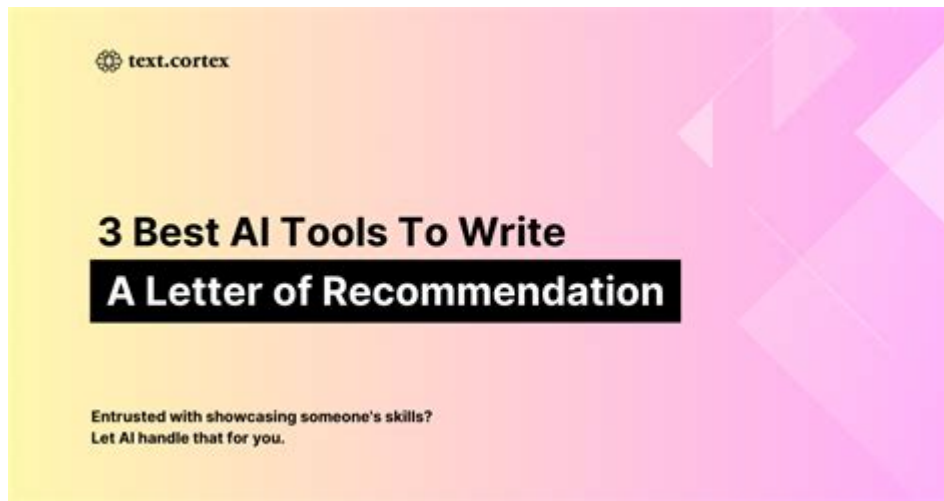 text.cortex
3 Best AI Tools To Write
A Letter of Recommendation
Entrusted with showcasing someone's skills?
Let AI handle that for you.